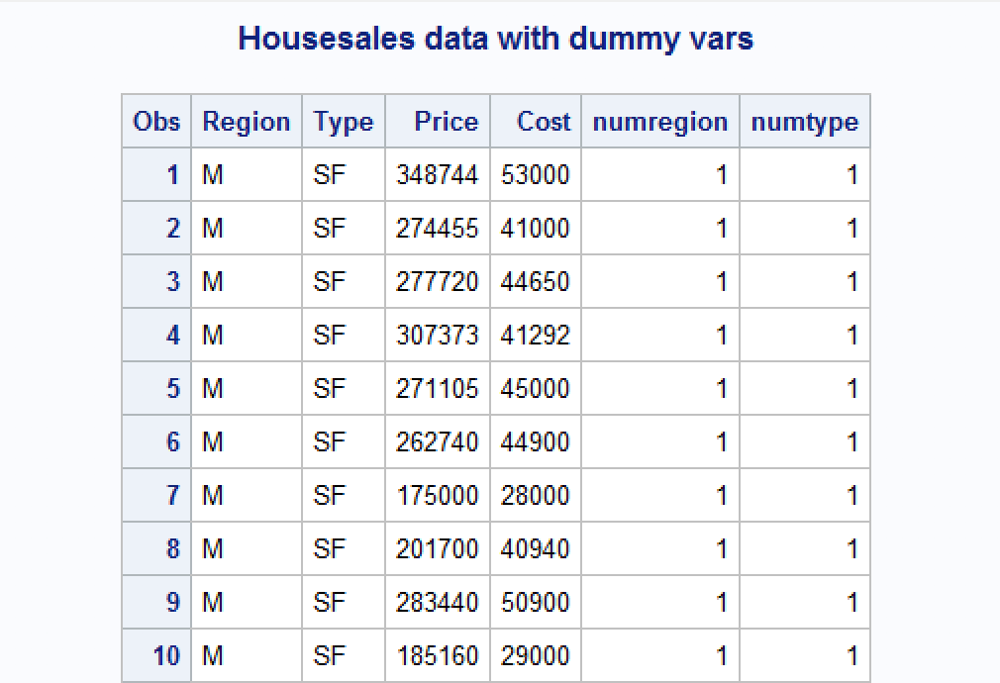 Housesales data with dummy vars
Obs Region Type Price Cost numregion numtype
1 M SF 348744 53000 1 1
2 M SF 274455 41000 1 1
3 M SF 277720 44650 1 1
4 M SF 307373 41292 1 1
5 M SF 271105 45000 1 1
6 M SF 262740 44900 1 1
7 M SF 175000 28000 1 1
8 M SF 201700 40940 1 1
9 M SF 283440 50900 1 1
10 M SF 185160 29000 1 1